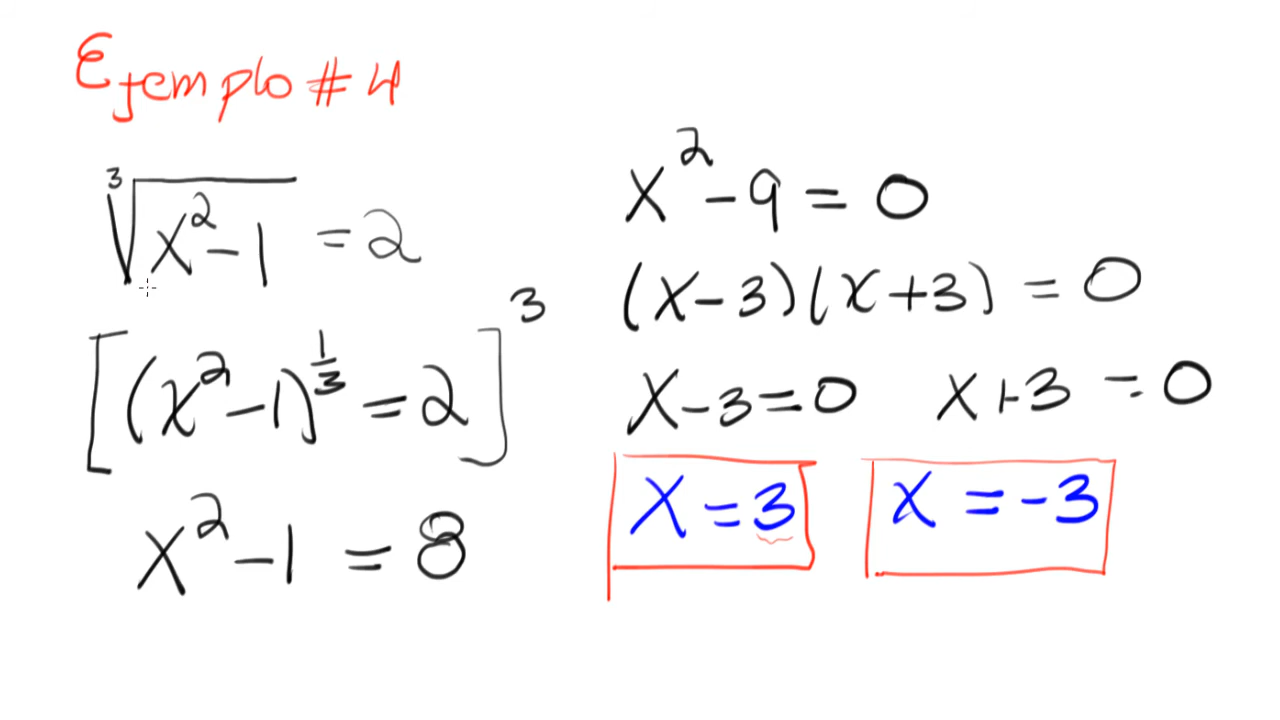 Ejemplo #4
∛(x² - 1) = 2
[(x² - 1)^(1/3) = 2]³
x² - 1 = 8
x² - 9 = 0
(x - 3)(x + 3) = 0
x - 3 = 0    x + 3 = 0
x = 3    x = -3